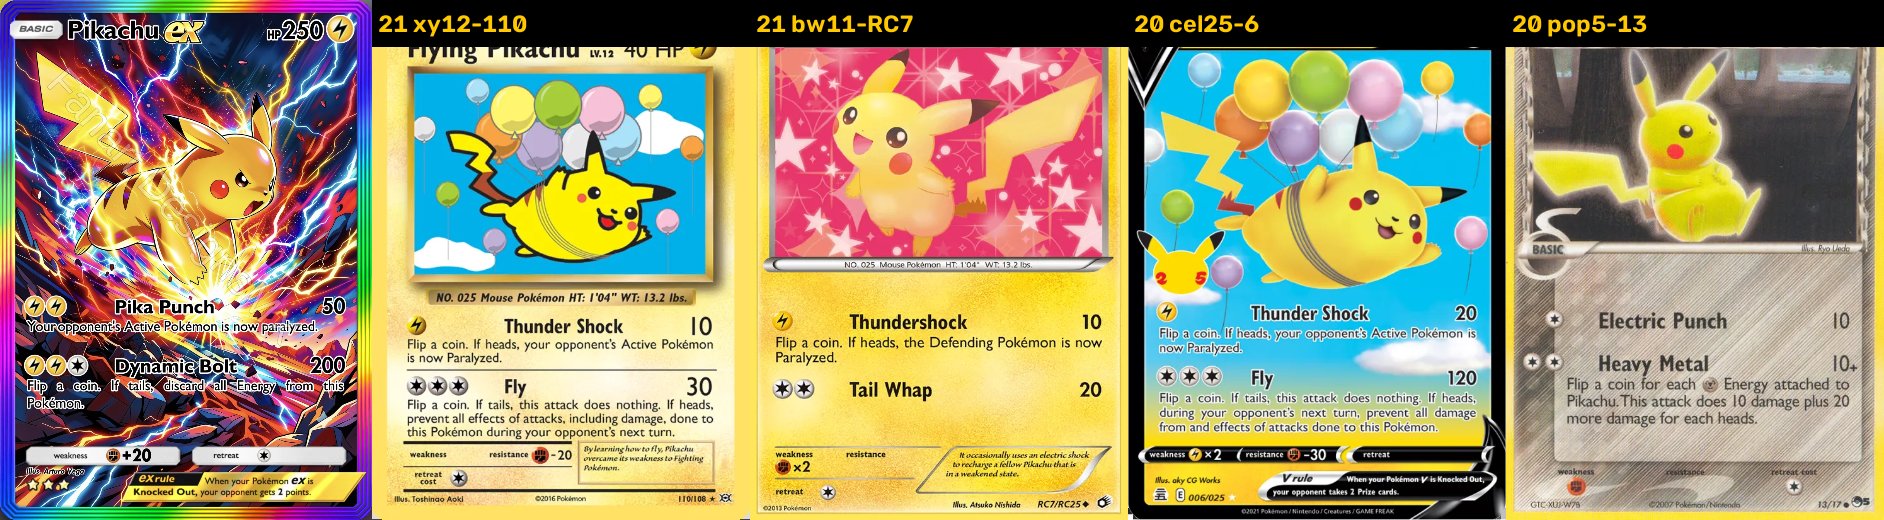 BASIC Pikachu ex HP 250
Fan
Pika Punch 50
Your opponent's Active Pokémon is now paralyzed.
Dynamic Bolt 200
Flip a coin. If tails, discard all Energy from this
Pokémon.
weakness +20 retreat
Illus. Arturo Vega
ex rule When your Pokémon ex is
Knocked Out, your opponent gets 2 points.
21 xy12-110
Flying Pikachu LV.12 40 HP
NO. 025 Mouse Pokémon HT: 1'04" WT: 13.2 lbs.
Thunder Shock 10
Flip a coin. If heads, your opponent's Active Pokémon
is now Paralyzed.
Fly 30
Flip a coin. If tails, this attack does nothing. If heads,
prevent all effects of attacks, including damage, done to
this Pokémon during your opponent's next turn.
weakness resistance -20
retreat
cost
By learning how to fly, Pikachu
overcame its weakness to Fighting
Pokémon.
Illus. Toshinao Aoki ©2016 Pokémon 110/108 ★
21 bw11-RC7
NO. 025 Mouse Pokémon HT: 1'04" WT: 13.2 lbs.
Thundershock 10
Flip a coin. If heads, the Defending Pokémon is now
Paralyzed.
Tail Whap 20
weakness resistance
×2
retreat
It occasionally uses an electric shock
to recharge a fellow Pikachu that is
in a weakened state.
©2013 Pokémon Illus. Atsuko Nishida RC7/RC25
20 cel25-6
25
Thunder Shock 20
Flip a coin. If heads, your opponent's Active Pokémon is
now Paralyzed.
Fly 120
Flip a coin. If tails, this attack does nothing. If heads,
during your opponent's next turn, prevent all damage
from and effects of attacks done to this Pokémon.
weakness ×2 resistance -30 retreat
Illus. aky CG Works
E 006/025
V rule When your Pokémon V is Knocked Out,
your opponent takes 2 Prize cards.
©2021 Pokémon / Nintendo / Creatures / GAME FREAK
20 pop5-13
Illus. Ryo Ueda
BASIC
Electric Punch 10
Heavy Metal 10+
Flip a coin for each Energy attached to
Pikachu. This attack does 10 damage plus 20
more damage for each heads.
weakness resistance retreat cost
GTC-XUJ-W78 ©2007 Pokémon/Nintendo 13/17 ● 5